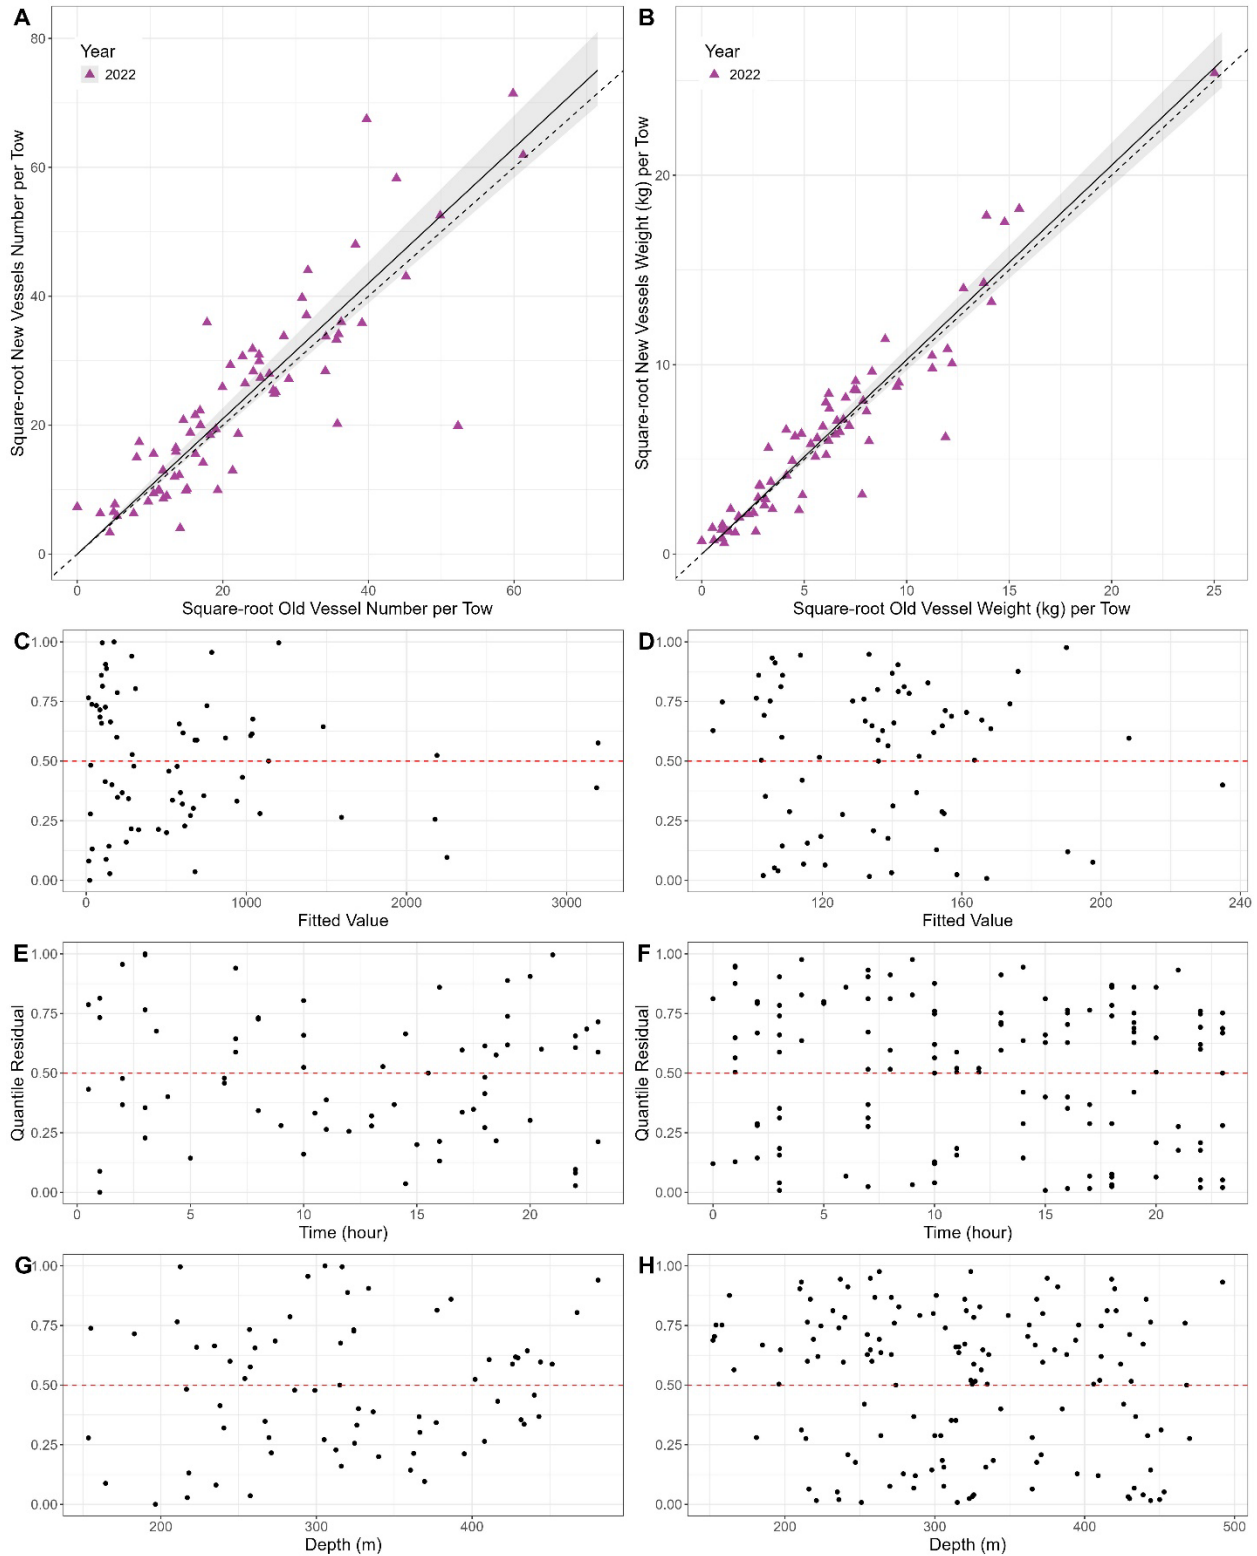 A
B
Year
2022
Year
2022
80
60
40
20
0
20
10
0
Square-root New Vessels Number per Tow
Square-root New Vessels Weight (kg) per Tow
0 20 40 60
0 5 10 15 20 25
Square-root Old Vessel Number per Tow
Square-root Old Vessel Weight (kg) per Tow
C
D
1.00
0.75
0.50
0.25
0.00
1.00
0.75
0.50
0.25
0.00
0 1000 2000 3000
120 160 200 240
Fitted Value
Fitted Value
E
F
1.00
0.75
0.50
0.25
0.00
1.00
0.75
0.50
0.25
0.00
Quantile Residual
Quantile Residual
0 5 10 15 20
0 5 10 15 20
Time (hour)
Time (hour)
G
H
1.00
0.75
0.50
0.25
0.00
1.00
0.75
0.50
0.25
0.00
200 300 400
200 300 400 500
Depth (m)
Depth (m)